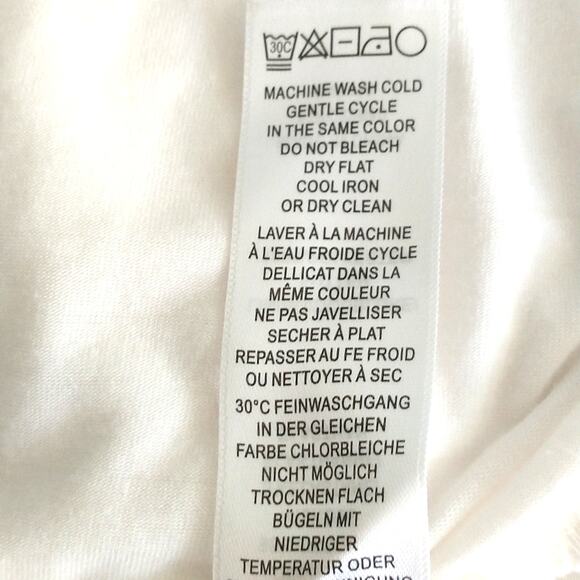 30C
MACHINE WASH COLD
GENTLE CYCLE
IN THE SAME COLOR
DO NOT BLEACH
DRY FLAT
COOL IRON
OR DRY CLEAN
LAVER À LA MACHINE
À L'EAU FROIDE CYCLE
DELLICAT DANS LA
MÊME COULEUR
NE PAS JAVELLISER
SECHER À PLAT
REPASSER AU FE FROID
OU NETTOYER À SEC
30°C FEINWASCHGANG
IN DER GLEICHEN
FARBE CHLORBLEICHE
NICHT MÖGLICH
TROCKNEN FLACH
BÜGELN MIT
NIEDRIGER
TEMPERATUR ODER